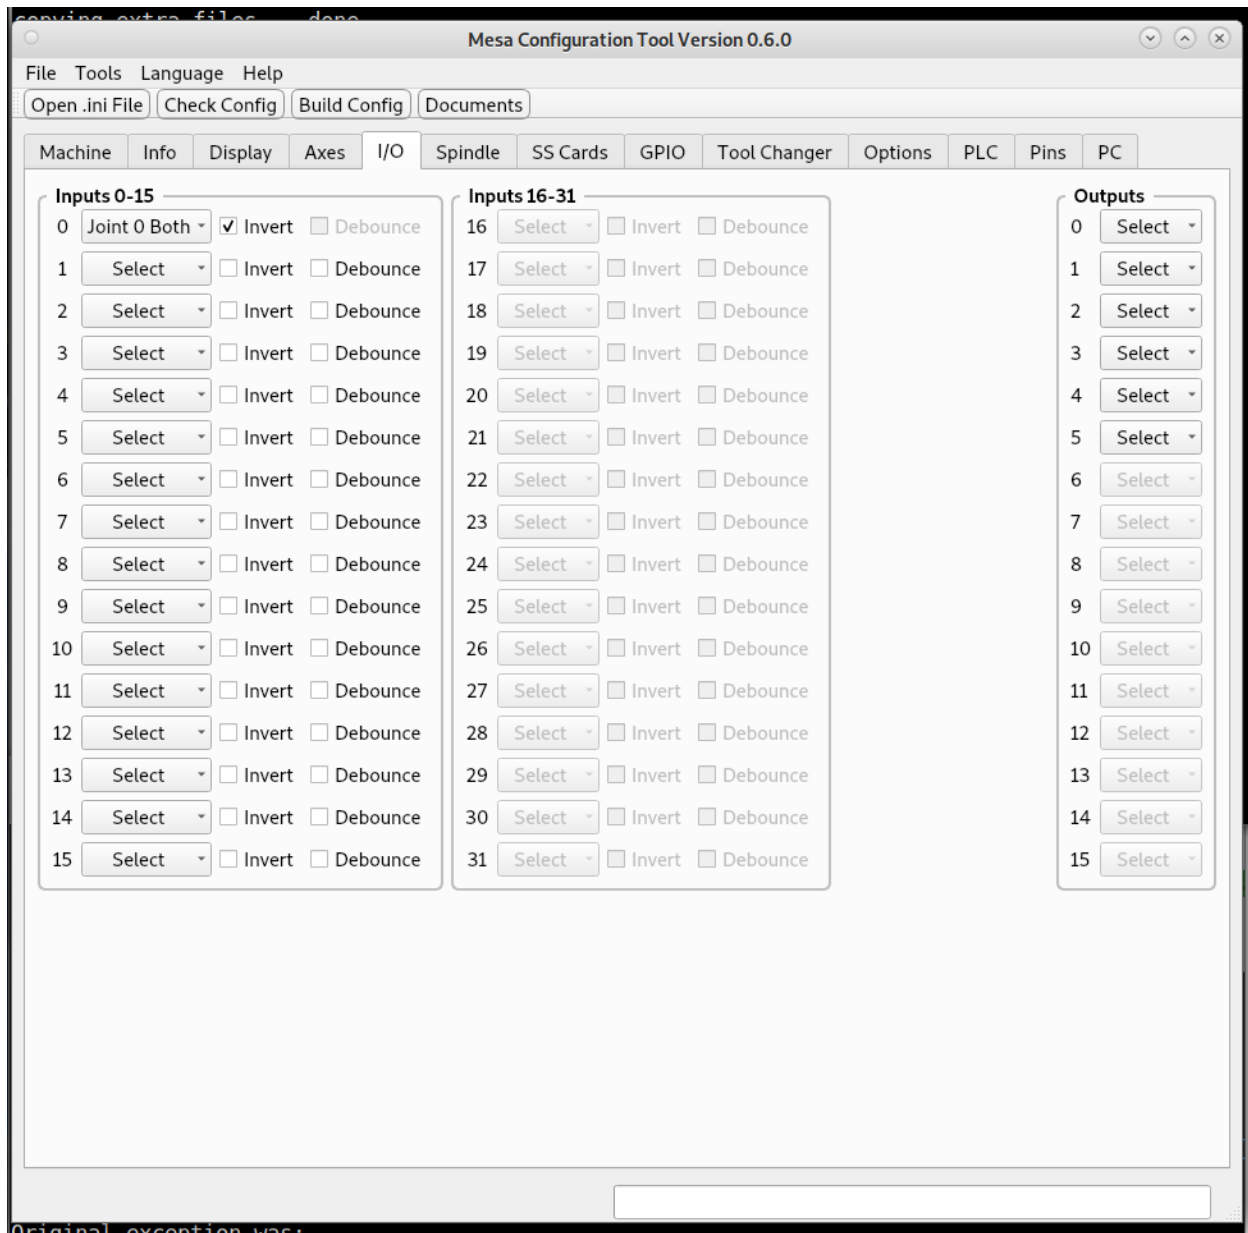 copying extra files... done
Mesa Configuration Tool Version 0.6.0
File Tools Language Help
Open .ini File Check Config Build Config Documents
Machine Info Display Axes I/O Spindle SS Cards GPIO Tool Changer Options PLC Pins PC
Inputs 0-15 Inputs 16-31 Outputs
0 Joint 0 Both Invert Debounce 16 Select Invert Debounce 0 Select
1 Select Invert Debounce 17 Select Invert Debounce 1 Select
2 Select Invert Debounce 18 Select Invert Debounce 2 Select
3 Select Invert Debounce 19 Select Invert Debounce 3 Select
4 Select Invert Debounce 20 Select Invert Debounce 4 Select
5 Select Invert Debounce 21 Select Invert Debounce 5 Select
6 Select Invert Debounce 22 Select Invert Debounce 6 Select
7 Select Invert Debounce 23 Select Invert Debounce 7 Select
8 Select Invert Debounce 24 Select Invert Debounce 8 Select
9 Select Invert Debounce 25 Select Invert Debounce 9 Select
10 Select Invert Debounce 26 Select Invert Debounce 10 Select
11 Select Invert Debounce 27 Select Invert Debounce 11 Select
12 Select Invert Debounce 28 Select Invert Debounce 12 Select
13 Select Invert Debounce 29 Select Invert Debounce 13 Select
14 Select Invert Debounce 30 Select Invert Debounce 14 Select
15 Select Invert Debounce 31 Select Invert Debounce 15 Select
Original exception was: